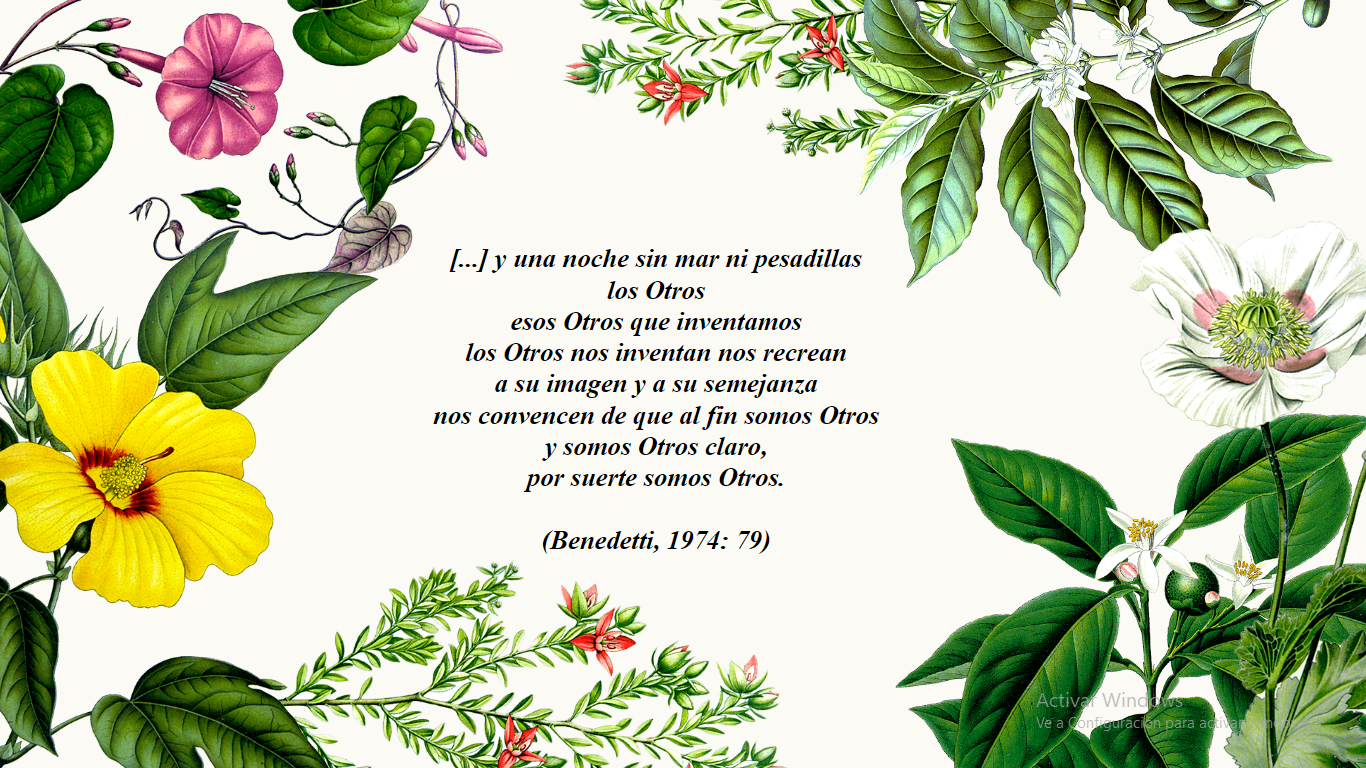 [...] y una noche sin mar ni pesadillas
los Otros
esos Otros que inventamos
los Otros nos inventan nos recrean
a su imagen y a su semejanza
nos convencen de que al fin somos Otros
y somos Otros claro,
por suerte somos Otros.
(Benedetti, 1974: 79)
Activar Windows
Ve a Configuración para activar